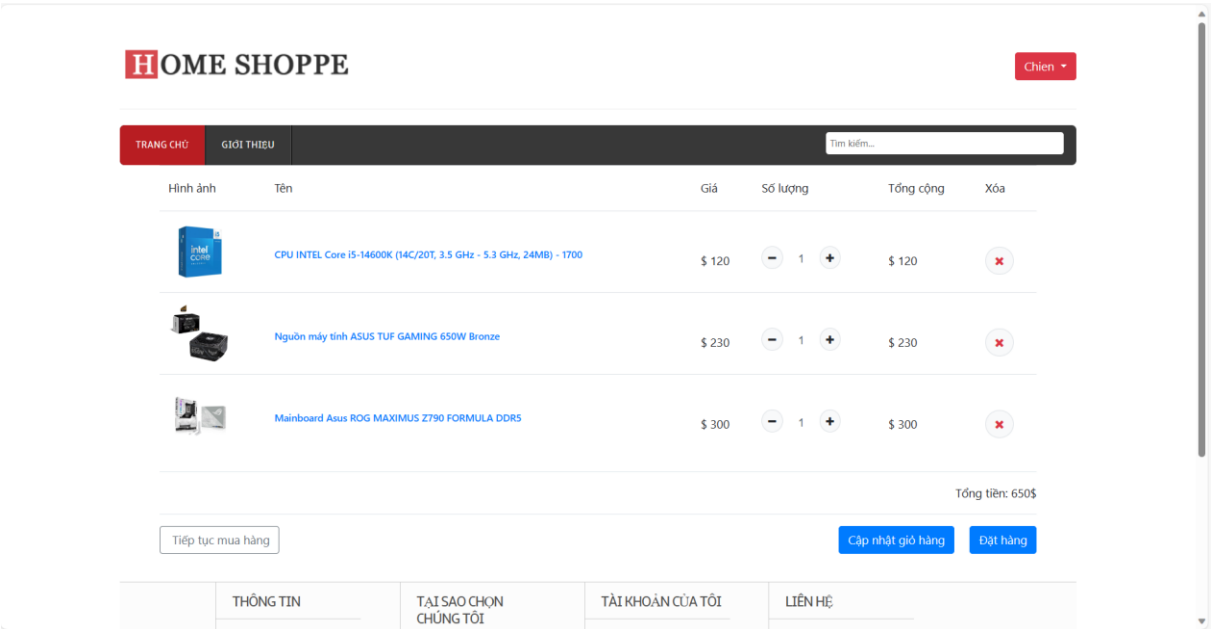 HOME SHOPPE
Chien
TRANG CHỦ GIỚI THIỆU Tìm kiếm...
Hình ảnh Tên Giá Số lượng Tổng cộng Xóa
intel CORE i5
CPU INTEL Core i5-14600K (14C/20T, 3.5 GHz - 5.3 GHz, 24MB) - 1700 $ 120 - 1 + $ 120
Nguồn máy tính ASUS TUF GAMING 650W Bronze $ 230 - 1 + $ 230
Mainboard Asus ROG MAXIMUS Z790 FORMULA DDR5 $ 300 - 1 + $ 300
Tổng tiền: 650$
Tiếp tục mua hàng Cập nhật giỏ hàng Đặt hàng
THÔNG TIN TẠI SAO CHỌN TÀI KHOẢN CỦA TÔI LIÊN HỆ
CHÚNG TÔI